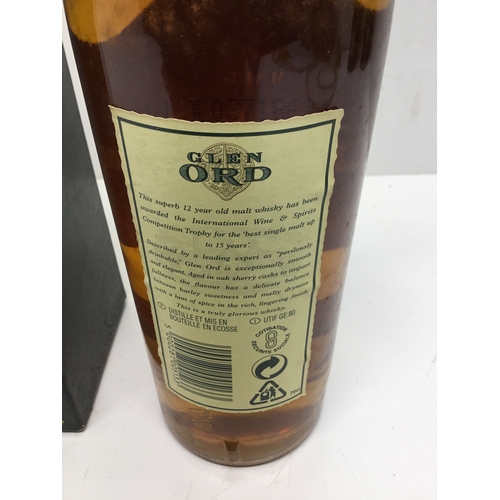 GLEN
ORD
This superb 12 year old malt whisky has been
awarded the International Wine & Spirits
Competition Trophy for the 'best single malt up
to 15 years'.
Described by a leading expert as "perilously
drinkable," Glen Ord is exceptionally smooth
and elegant. Aged in oak sherry casks to impart
fullness, the flavour has a delicate balance
between barley sweetness and malty dryness
with a hint of spice in the rich, lingering finish.
This is a truly glorious whisky.
DISTILLE ET MIS EN
BOUTEILLE EN ECOSSE
UTIF GE:80
COTISATION
SECURITE SOCIALE
70cl